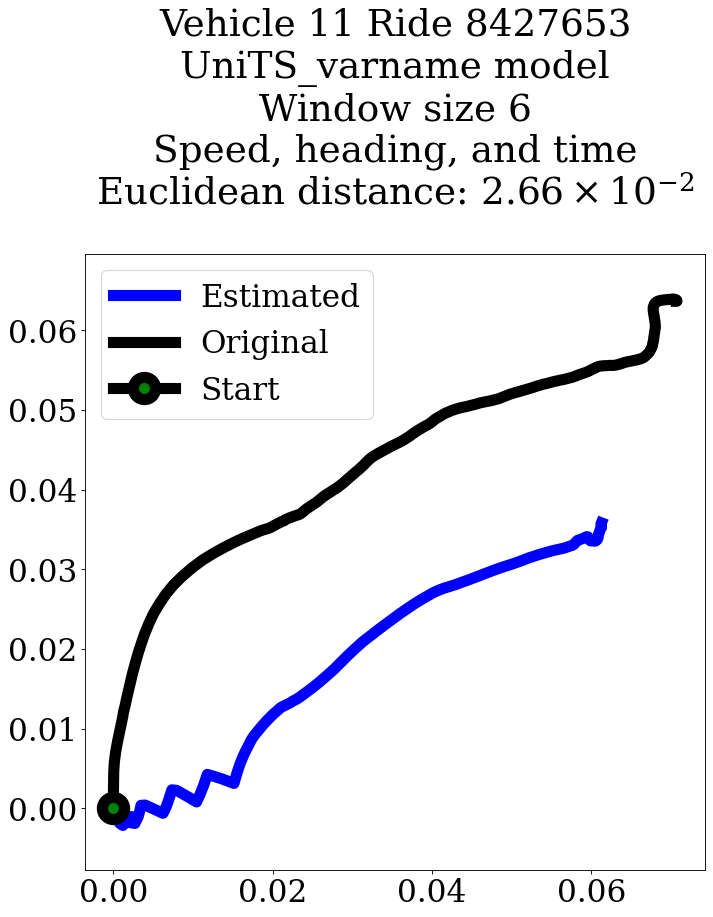 Vehicle 11 Ride 8427653
UniTS_varname model
Window size 6
Speed, heading, and time
Euclidean distance: 2.66 × 10⁻²
Estimated
Original
Start
0.06
0.05
0.04
0.03
0.02
0.01
0.00
0.00 0.02 0.04 0.06